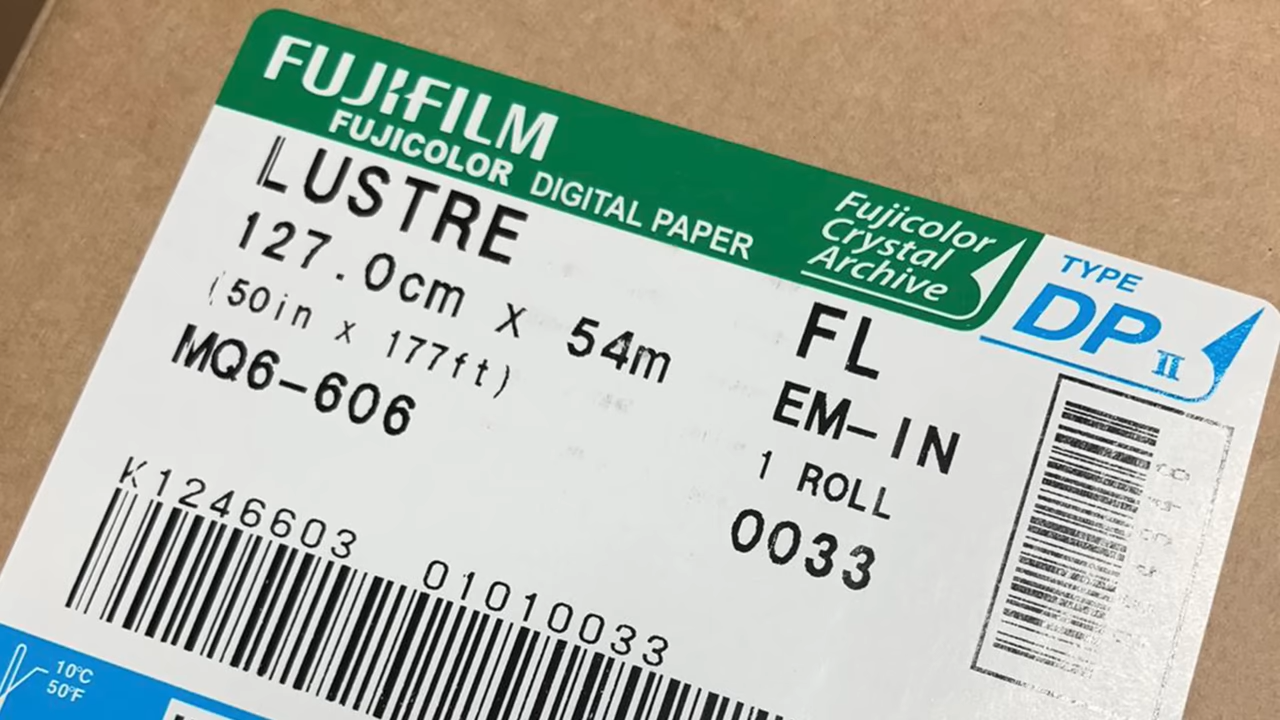 FUJIFILM
FUJICOLOR DIGITAL PAPER
Fujicolor
Crystal
Archive
TYPE
DP II
LUSTRE
127.0cm x 54m
(50in x 177ft)
MQ6-606
FL
EM-IN
1 ROLL
0033
K1246603 01010033
10°C
50°F